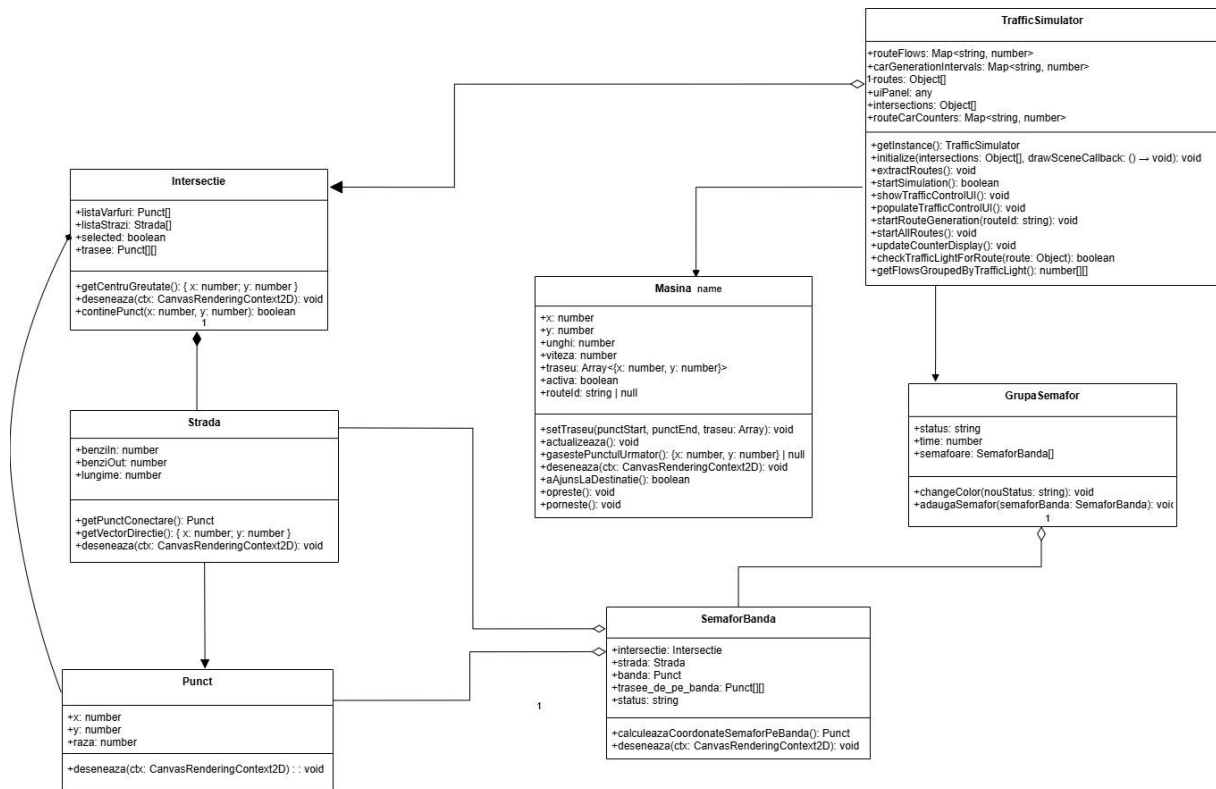 TrafficSimulator
+routeFlows: Map<string, number>
+carGenerationIntervals: Map<string, number>
1
+routes: Object[]
+uiPanel: any
+intersections: Object[]
+routeCarCounters: Map<string, number>
+getInstance(): TrafficSimulator
+initialize(intersections: Object[], drawSceneCallback: () → void): void
+extractRoutes(): void
+startSimulation(): boolean
+showTrafficControlUI(): void
+populateTrafficControlUI(): void
+startRouteGeneration(routeId: string): void
+startAllRoutes(): void
+updateCounterDisplay(): void
+checkTrafficLightForRoute(route: Object): boolean
+getFlowsGroupedByTrafficLight(): number[][]
Intersectie
+listaVarfuri: Punct[]
+listaStrazi: Strada[]
+selected: boolean
+trasee: Punct[][]
+getCentruGreutate(): { x: number; y: number }
+deseneaza(ctx: CanvasRenderingContext2D): void
+continePunct(x: number, y: number): boolean
1
Masina name
+x: number
+y: number
+unghi: number
+viteza: number
+traseu: Array<{x: number, y: number}>
+activa: boolean
+routeId: string | null
+setTraseu(punctStart, punctEnd, traseu: Array): void
+actualizeaza(): void
+gasestePunctulUrmator(): {x: number, y: number} | null
+deseneaza(ctx: CanvasRenderingContext2D): void
+aAjunsLaDestinatie(): boolean
+opreste(): void
+porneste(): void
GrupaSemafor
+status: string
+time: number
+semafoare: SemaforBanda[]
+changeColor(nouStatus: string): void
+adaugaSemafor(semaforBanda: SemaforBanda): voic
1
Strada
+benziIn: number
+benziOut: number
+lungime: number
+getPunctConectare(): Punct
+getVectorDirectie(): { x: number; y: number }
+deseneaza(ctx: CanvasRenderingContext2D): void
SemaforBanda
+intersectie: Intersectie
+strada: Strada
+banda: Punct
+trasee_de_pe_banda: Punct[][]
+status: string
+calculeazaCoordonateSemaforPeBanda(): Punct
+deseneaza(ctx: CanvasRenderingContext2D): void
1
Punct
+x: number
+y: number
+raza: number
+deseneaza(ctx: CanvasRenderingContext2D) : : void